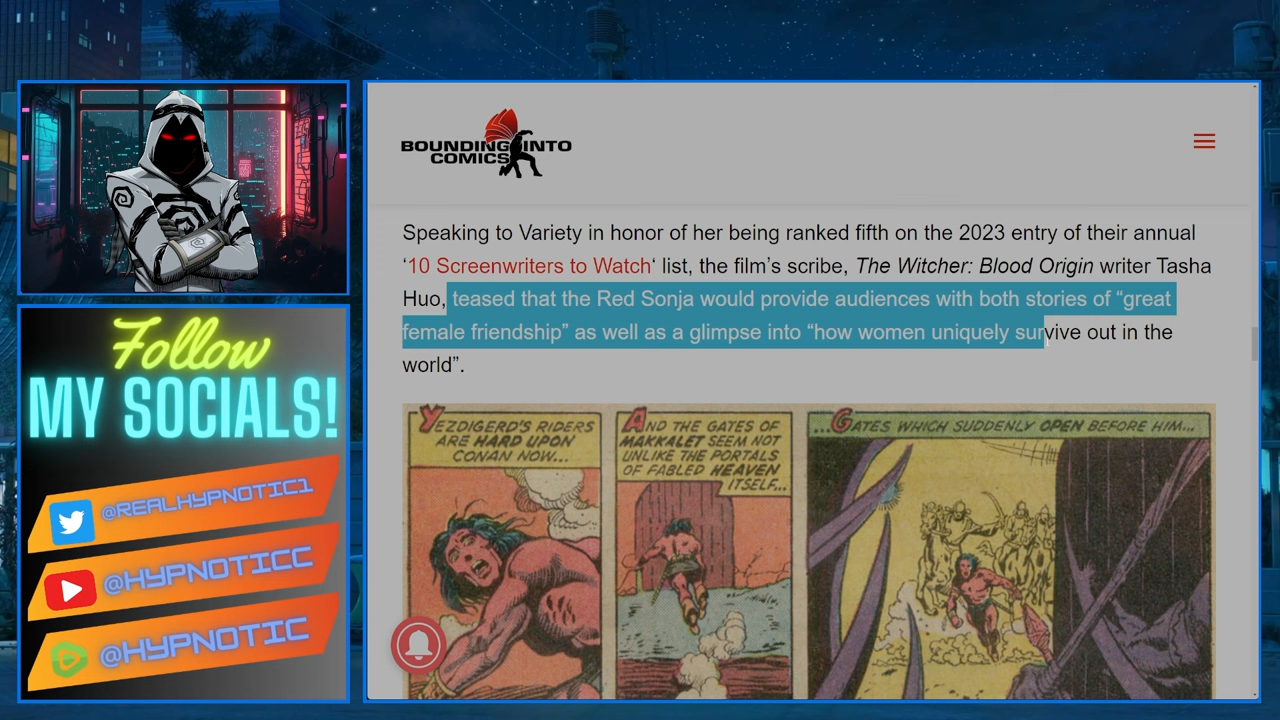 BOUNDING INTO
COMICS
Speaking to Variety in honor of her being ranked fifth on the 2023 entry of their annual
‘10 Screenwriters to Watch‘ list, the film’s scribe, The Witcher: Blood Origin writer Tasha
Huo, teased that the Red Sonja would provide audiences with both stories of “great
female friendship” as well as a glimpse into “how women uniquely survive out in the
world”.
YEZDIGERD'S RIDERS
ARE HARD UPON
CONAN NOW...
AND THE GATES OF
MAKKALET SEEM NOT
UNLIKE THE PORTALS
OF FABLED HEAVEN
ITSELF...
...GATES WHICH SUDDENLY OPEN BEFORE HIM...
Follow
MY SOCIALS!
@REALHYPNOTIC1
@HYPNOTICC
@HYPNOTIC